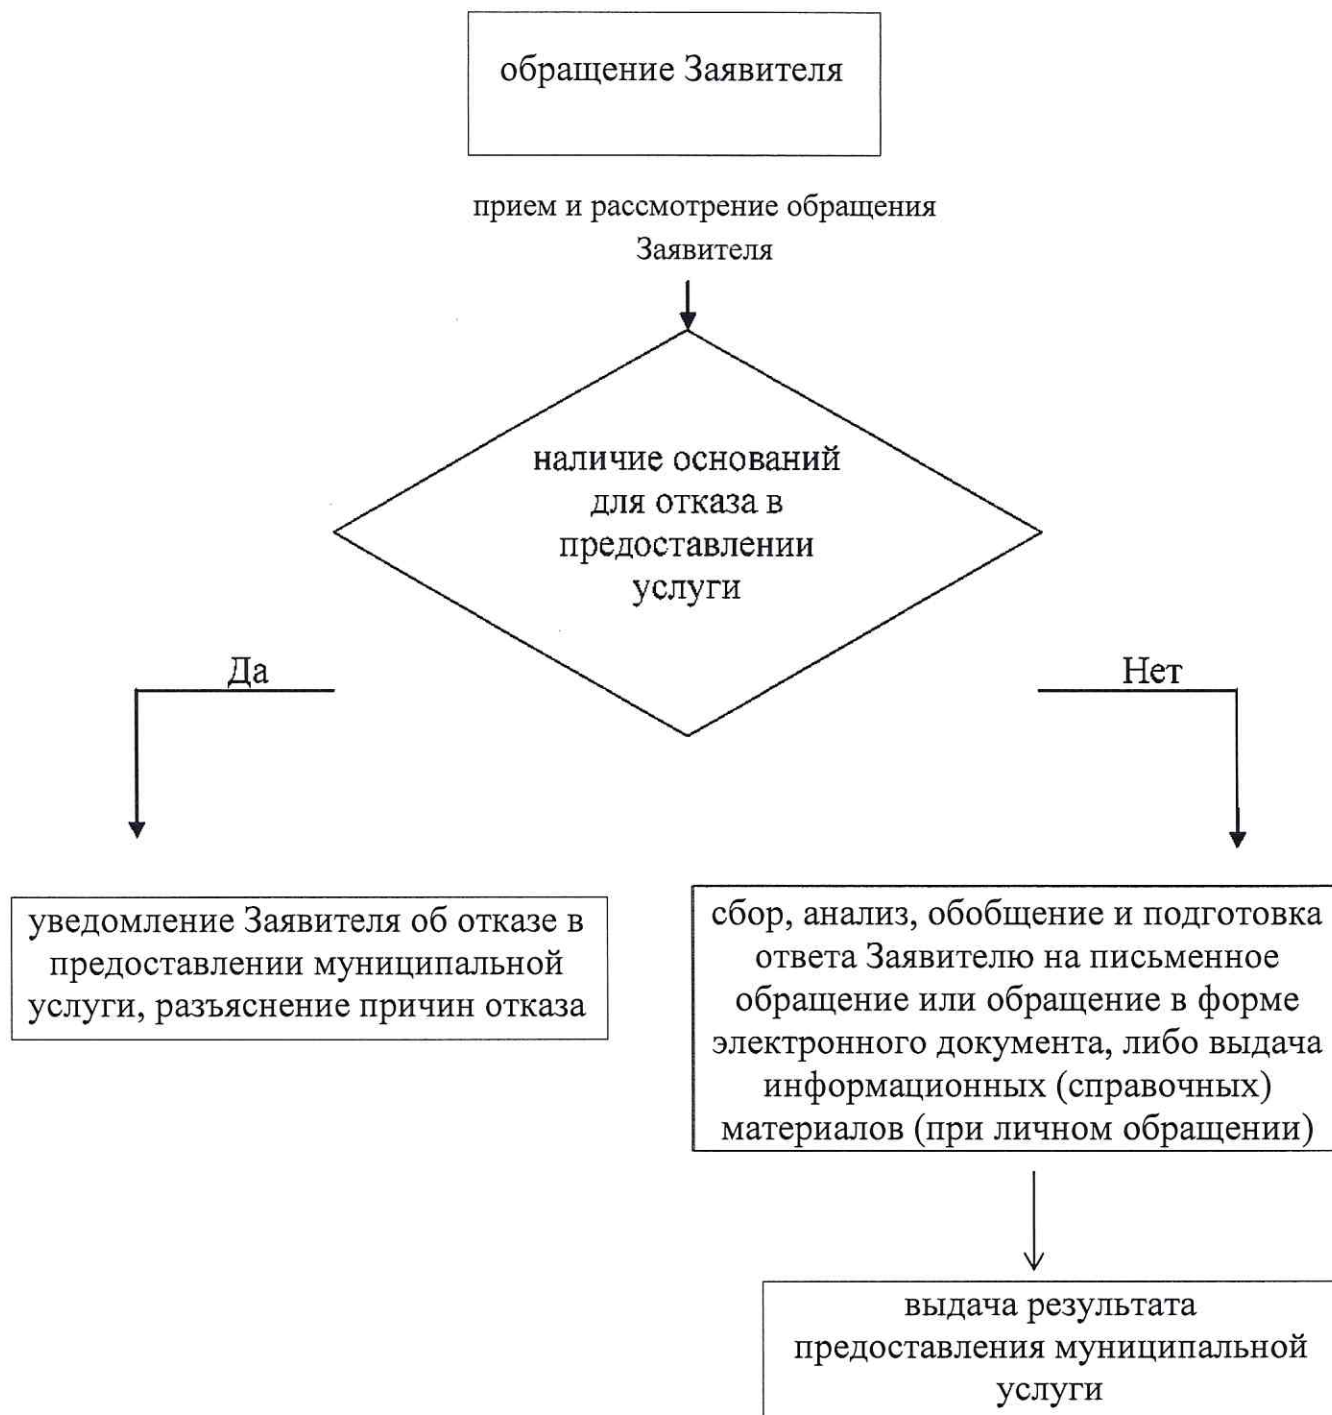 обращение Заявителя
прием и рассмотрение обращения
Заявителя
наличие оснований
для отказа в
предоставлении
услуги
Да
Нет
уведомление Заявителя об отказе в
предоставлении муниципальной
услуги, разъяснение причин отказа
сбор, анализ, обобщение и подготовка
ответа Заявителю на письменное
обращение или обращение в форме
электронного документа, либо выдача
информационных (справочных)
материалов (при личном обращении)
выдача результата
предоставления муниципальной
услуги